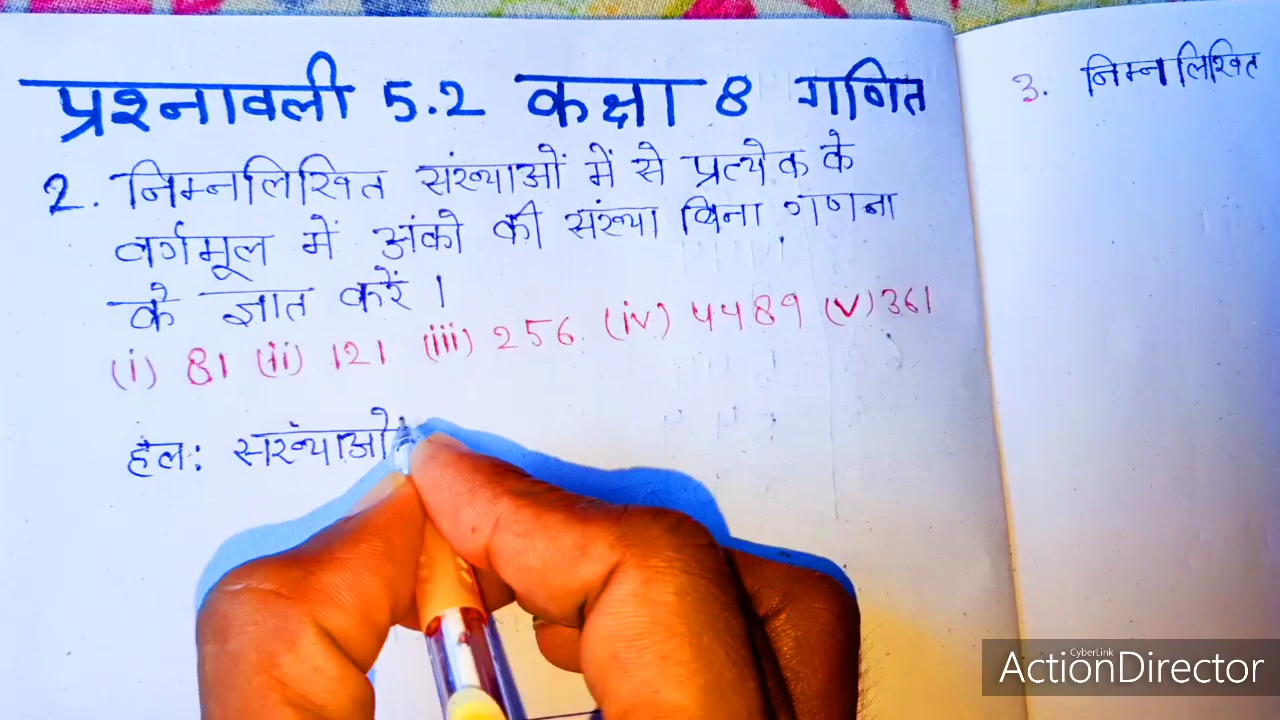 प्रश्नावली 5.2 कक्षा 8 गणित
2. निम्नलिखित संख्याओं में से प्रत्येक के
वर्गमूल में अंको की संख्या बिना गणना
के ज्ञात करें ।
(i) 81 (ii) 121 (iii) 256 (iv) 4489 (v) 361
हल: संख्याओ
3. निम्नलिखित
CyberLink
ActionDirector